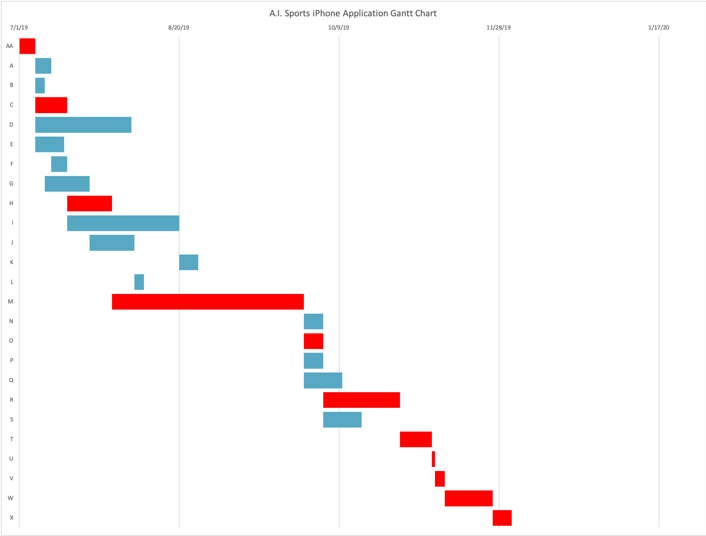 A.I. Sports iPhone Application Gantt Chart
7/1/19 8/20/19 10/9/19 11/28/19 1/17/20
AA
A
B
C
D
E
F
G
H
I
J
K
L
M
N
O
P
Q
R
S
T
U
V
W
X